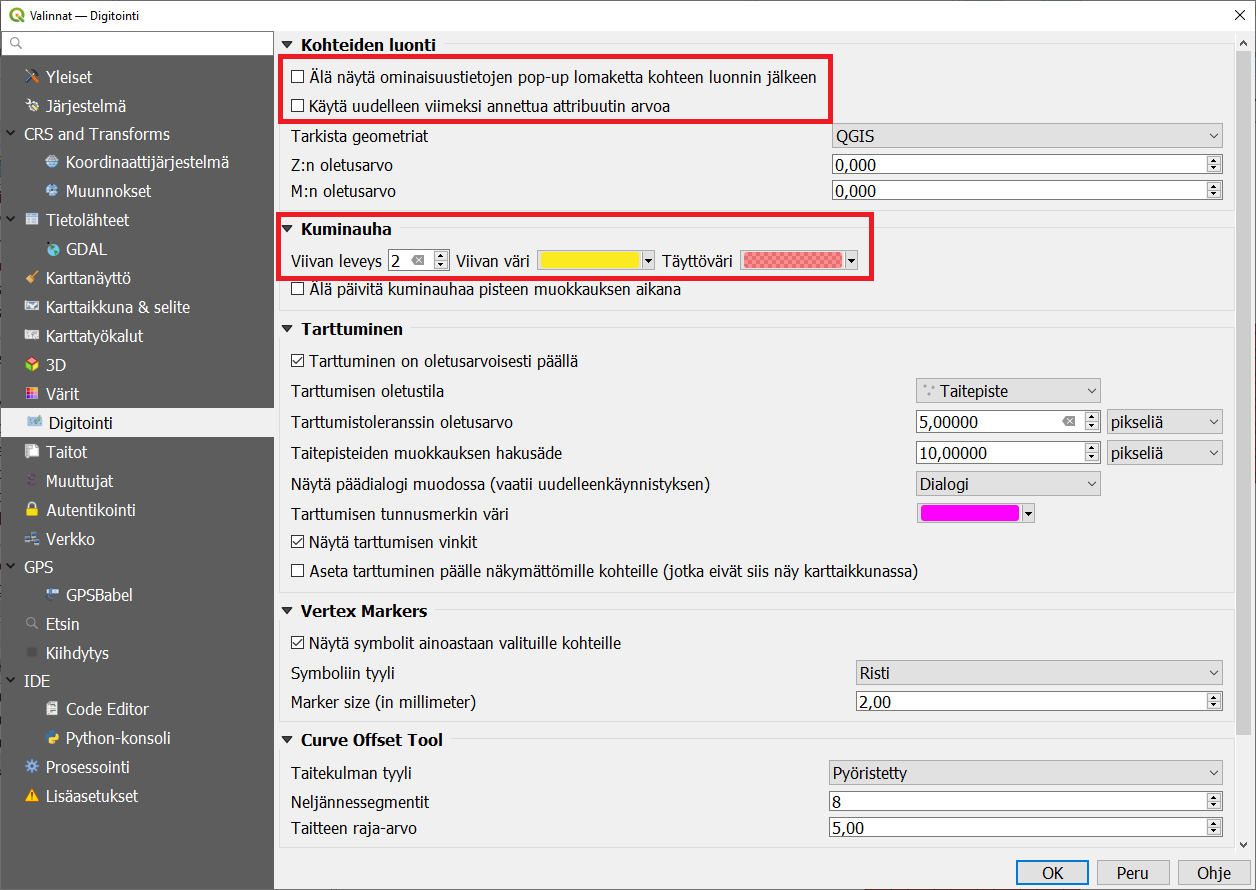 Valinnat — Digitointi
Yleiset
Järjestelmä
CRS and Transforms
Koordinaattijärjestelmä
Muunnokset
Tietolähteet
GDAL
Karttanäyttö
Karttaikkuna & selite
Karttatyökalut
3D
Värit
Digitointi
Taitot
Muuttujat
Autentikointi
Verkko
GPS
GPSBabel
Etsin
Kiihdytys
IDE
Code Editor
Python-konsoli
Prosessointi
Lisäasetukset
Kohteiden luonti
Älä näytä ominaisuustietojen pop-up lomaketta kohteen luonnin jälkeen
Käytä uudelleen viimeksi annettua attribuutin arvoa
Tarkista geometriat QGIS
Z:n oletusarvo 0,000
M:n oletusarvo 0,000
Kuminauha
Viivan leveys 2 Viivan väri Täyttöväri
Älä päivitä kuminauhaa pisteen muokkauksen aikana
Tarttuminen
Tarttuminen on oletusarvoisesti päällä
Tarttumisen oletustila Taitepiste
Tarttumistoleranssin oletusarvo 5,00000 pikseliä
Taitepisteiden muokkauksen hakusäde 10,00000 pikseliä
Näytä päädialogi muodossa (vaatii uudelleenkäynnistyksen) Dialogi
Tarttumisen tunnusmerkin väri
Näytä tarttumisen vinkit
Aseta tarttuminen päälle näkymättömille kohteille (jotka eivät siis näy karttaikkunassa)
Vertex Markers
Näytä symbolit ainoastaan valituille kohteille
Symboliin tyyli Risti
Marker size (in millimeter) 2,00
Curve Offset Tool
Taitekulman tyyli Pyöristetty
Neljännessegmentit 8
Taitteen raja-arvo 5,00
OK Peru Ohje